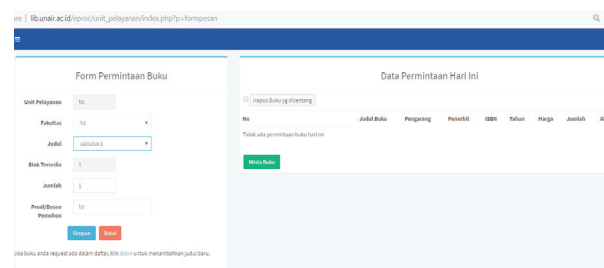 lib.unair.ac.id/eproc/unit_pelayanan/index.php?p=formpesan
Form Permintaan Buku
Unit Pelayanan fst
Fakultas fst
Judul calculus 1
Stok Tersedia 1
Jumlah 1
Prodi/Dosen Pemohon fst
Simpan Batal
Jika buku anda request ada dalam daftar, klik disini untuk menambahkan judul baru.
Data Permintaan Hari Ini
Hapus Buku yg dicentang
No Judul Buku Pengarang Penerbit ISBN Tahun Harga Jumlah
Tidak ada permintaan buku hari ini
Minta Buku